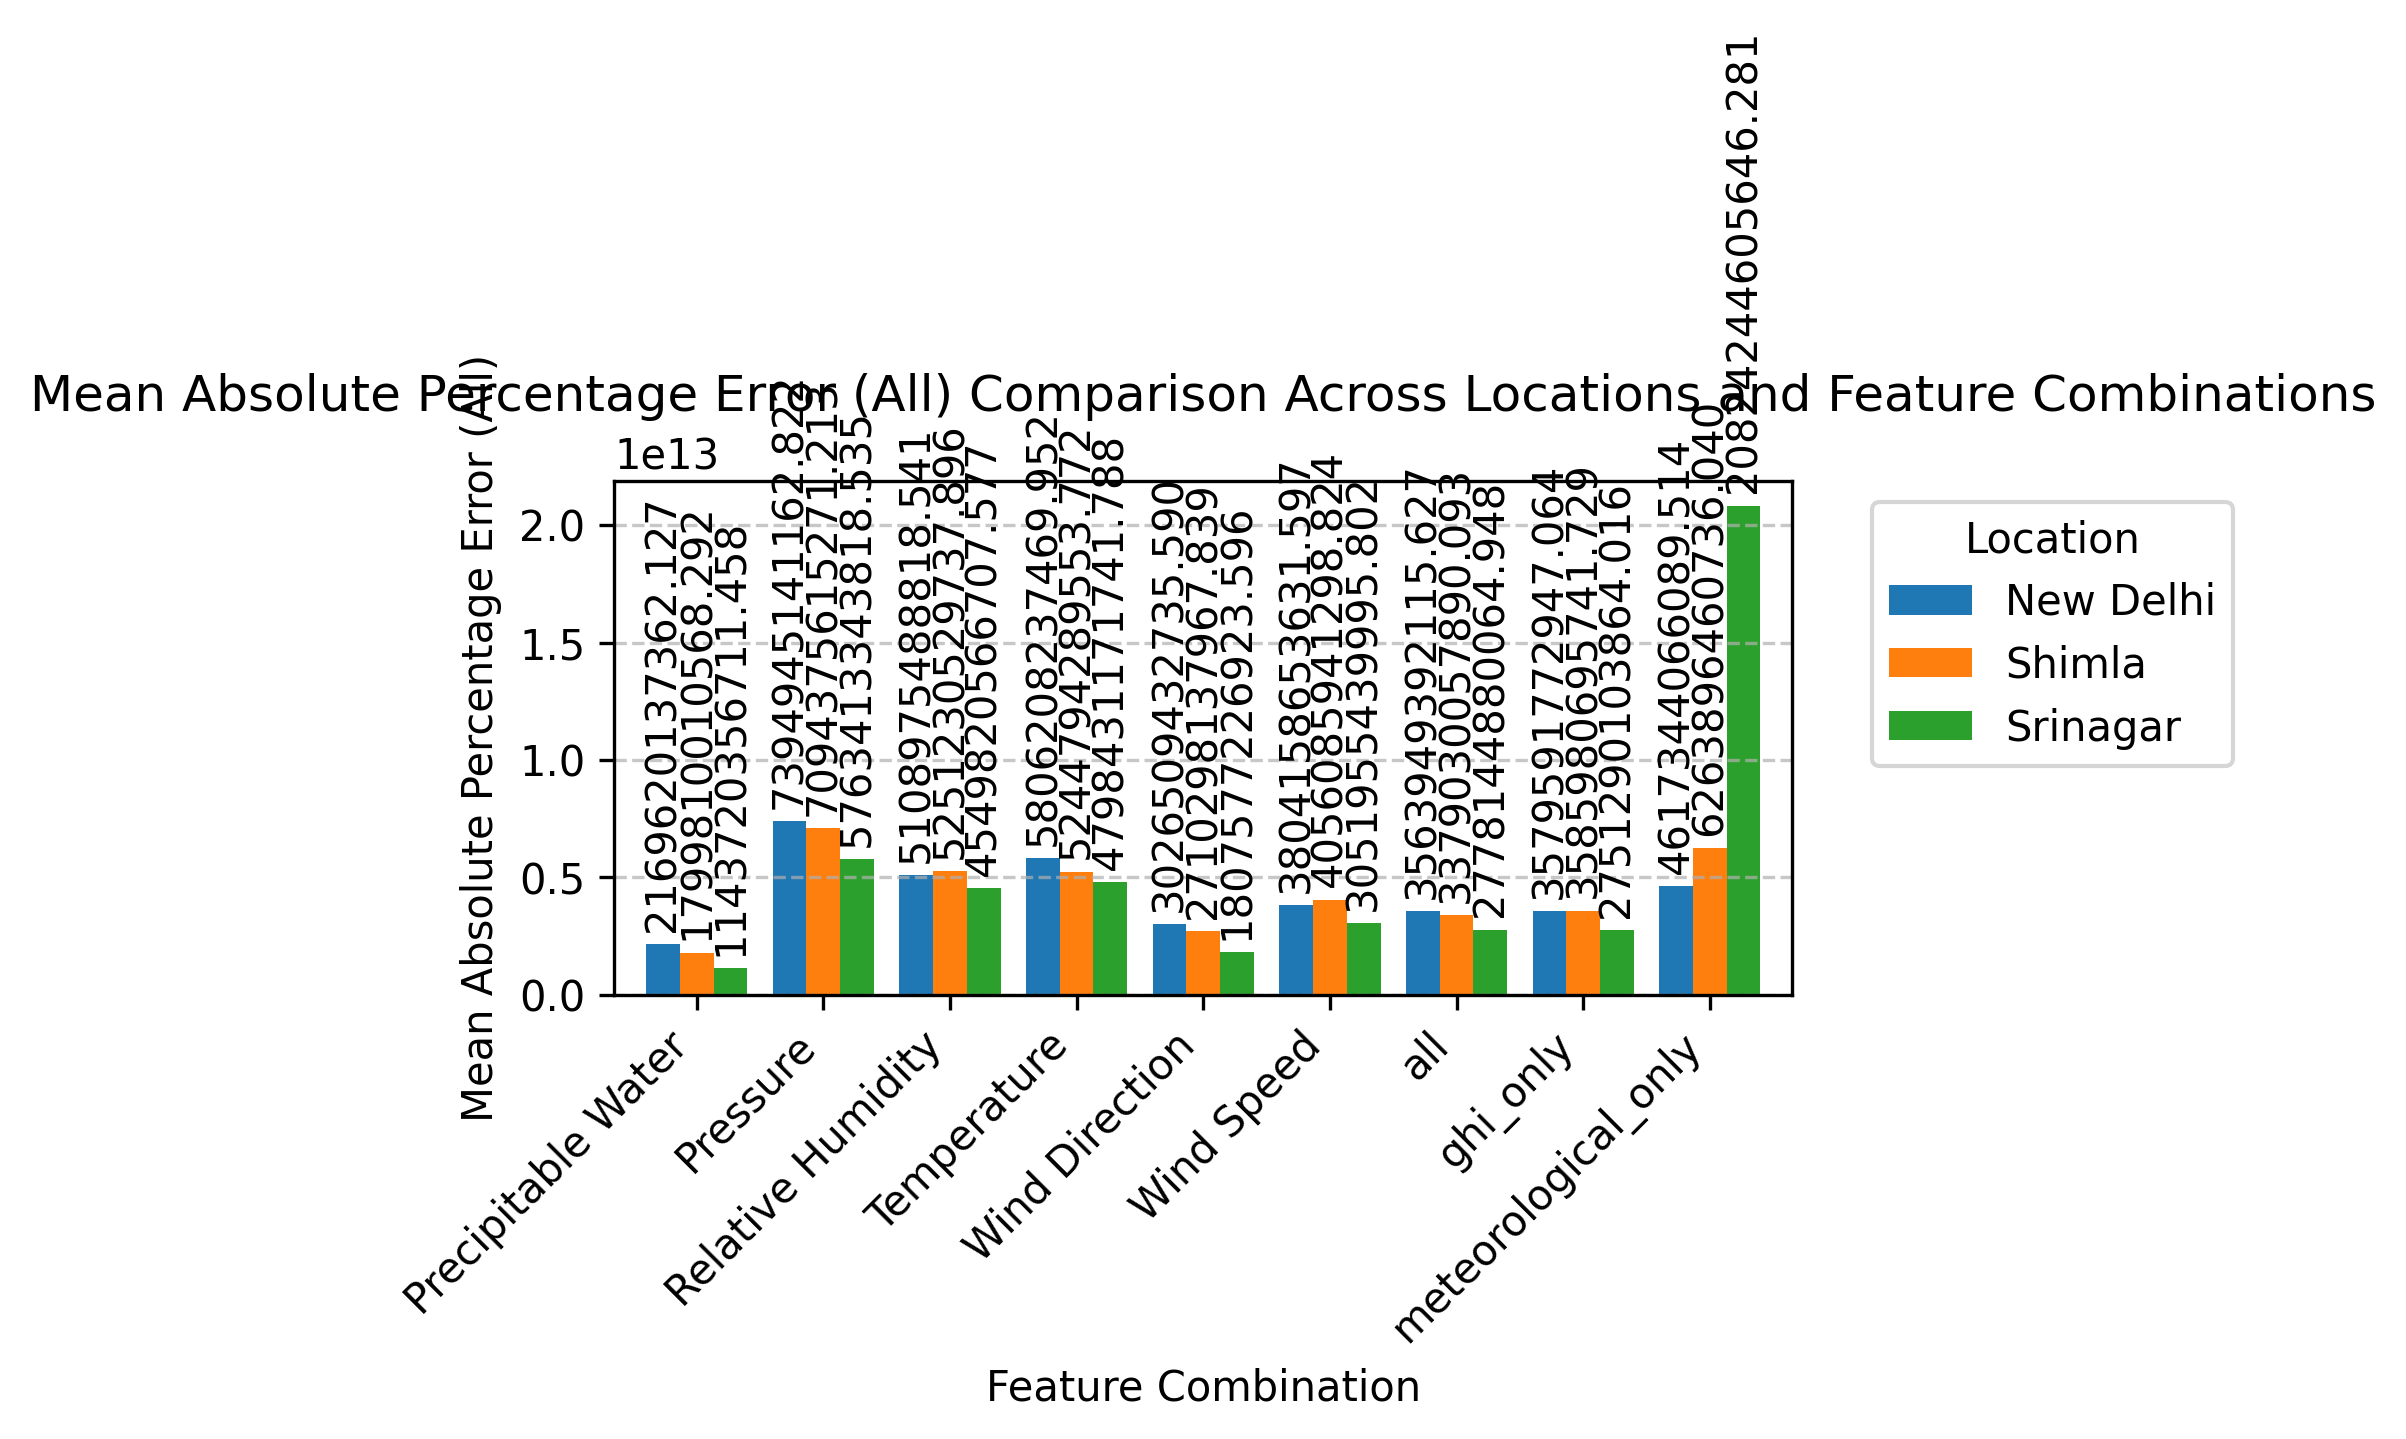 Mean Absolute Percentage Error (All) Comparison Across Locations and Feature Combinations
Mean Absolute Percentage Error (All)
1e13
2.0
1.5
1.0
0.5
0.0
2169620137362.127
1799810010568.292
1143720356711.458
7394945141162.822
7094375615271.213
5763413343818.535
5108975488818.541
5251230529737.896
4549820566707.577
5806208237469.952
5244794289553.772
4798431171741.788
3026509432735.590
2710298137967.839
1807577226923.596
3804158653631.597
4056085941298.824
3051955439995.802
3563949392115.627
3379030057890.093
2778144880064.948
3579591772947.064
3585980695741.729
2751290103864.016
4617344066089.514
6263896460736.040
20824244605646.281
Location
New Delhi
Shimla
Srinagar
Precipitable Water
Pressure
Relative Humidity
Temperature
Wind Direction
Wind Speed
all
ghi_only
meteorological_only
Feature Combination